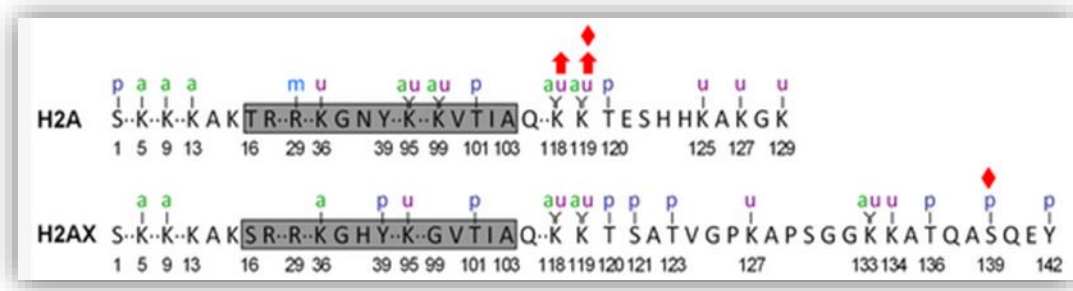 p a a a m u au au p au au p u u u
H2A S··K··K··K A K T R··R··K G N Y··K··K V T I A Q··K K T E S H H K A K G K
1 5 9 13 16 29 36 39 95 99 101 103 118 119 120 125 127 129
a a a p u p au au p p p u au u p p p
H2AX S··K··K··K A K S R··R··K G H Y··K··G V T I A Q··K K T S A T V G P K A P S G G K K A T Q A S Q E Y
1 5 9 13 16 29 36 39 95 99 101 103 118 119 120 121 123 127 133 134 136 139 142